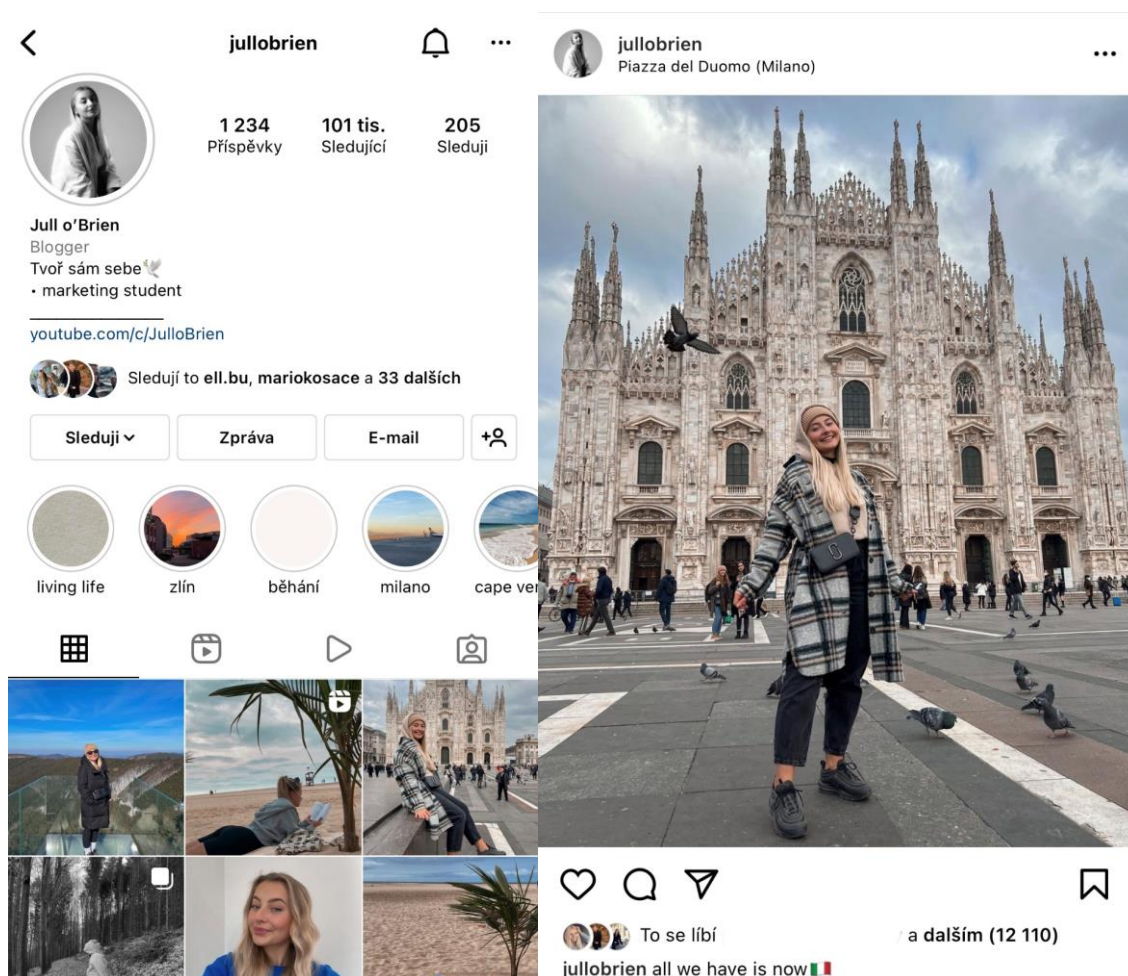 jullobrien
1 234
Příspěvky
101 tis.
Sledující
205
Sleduji
Jull o’Brien
Blogger
Tvoř sám sebe🕊️
• marketing student
youtube.com/c/JulloBrien
Sledují to ell.bu, mariokosace a 33 dalších
Sleduji
Zpráva
E-mail
living life
zlín
běhání
milano
cape ver
jullobrien
Piazza del Duomo (Milano)
To se líbí a dalším (12 110)
jullobrien all we have is now🇮🇹